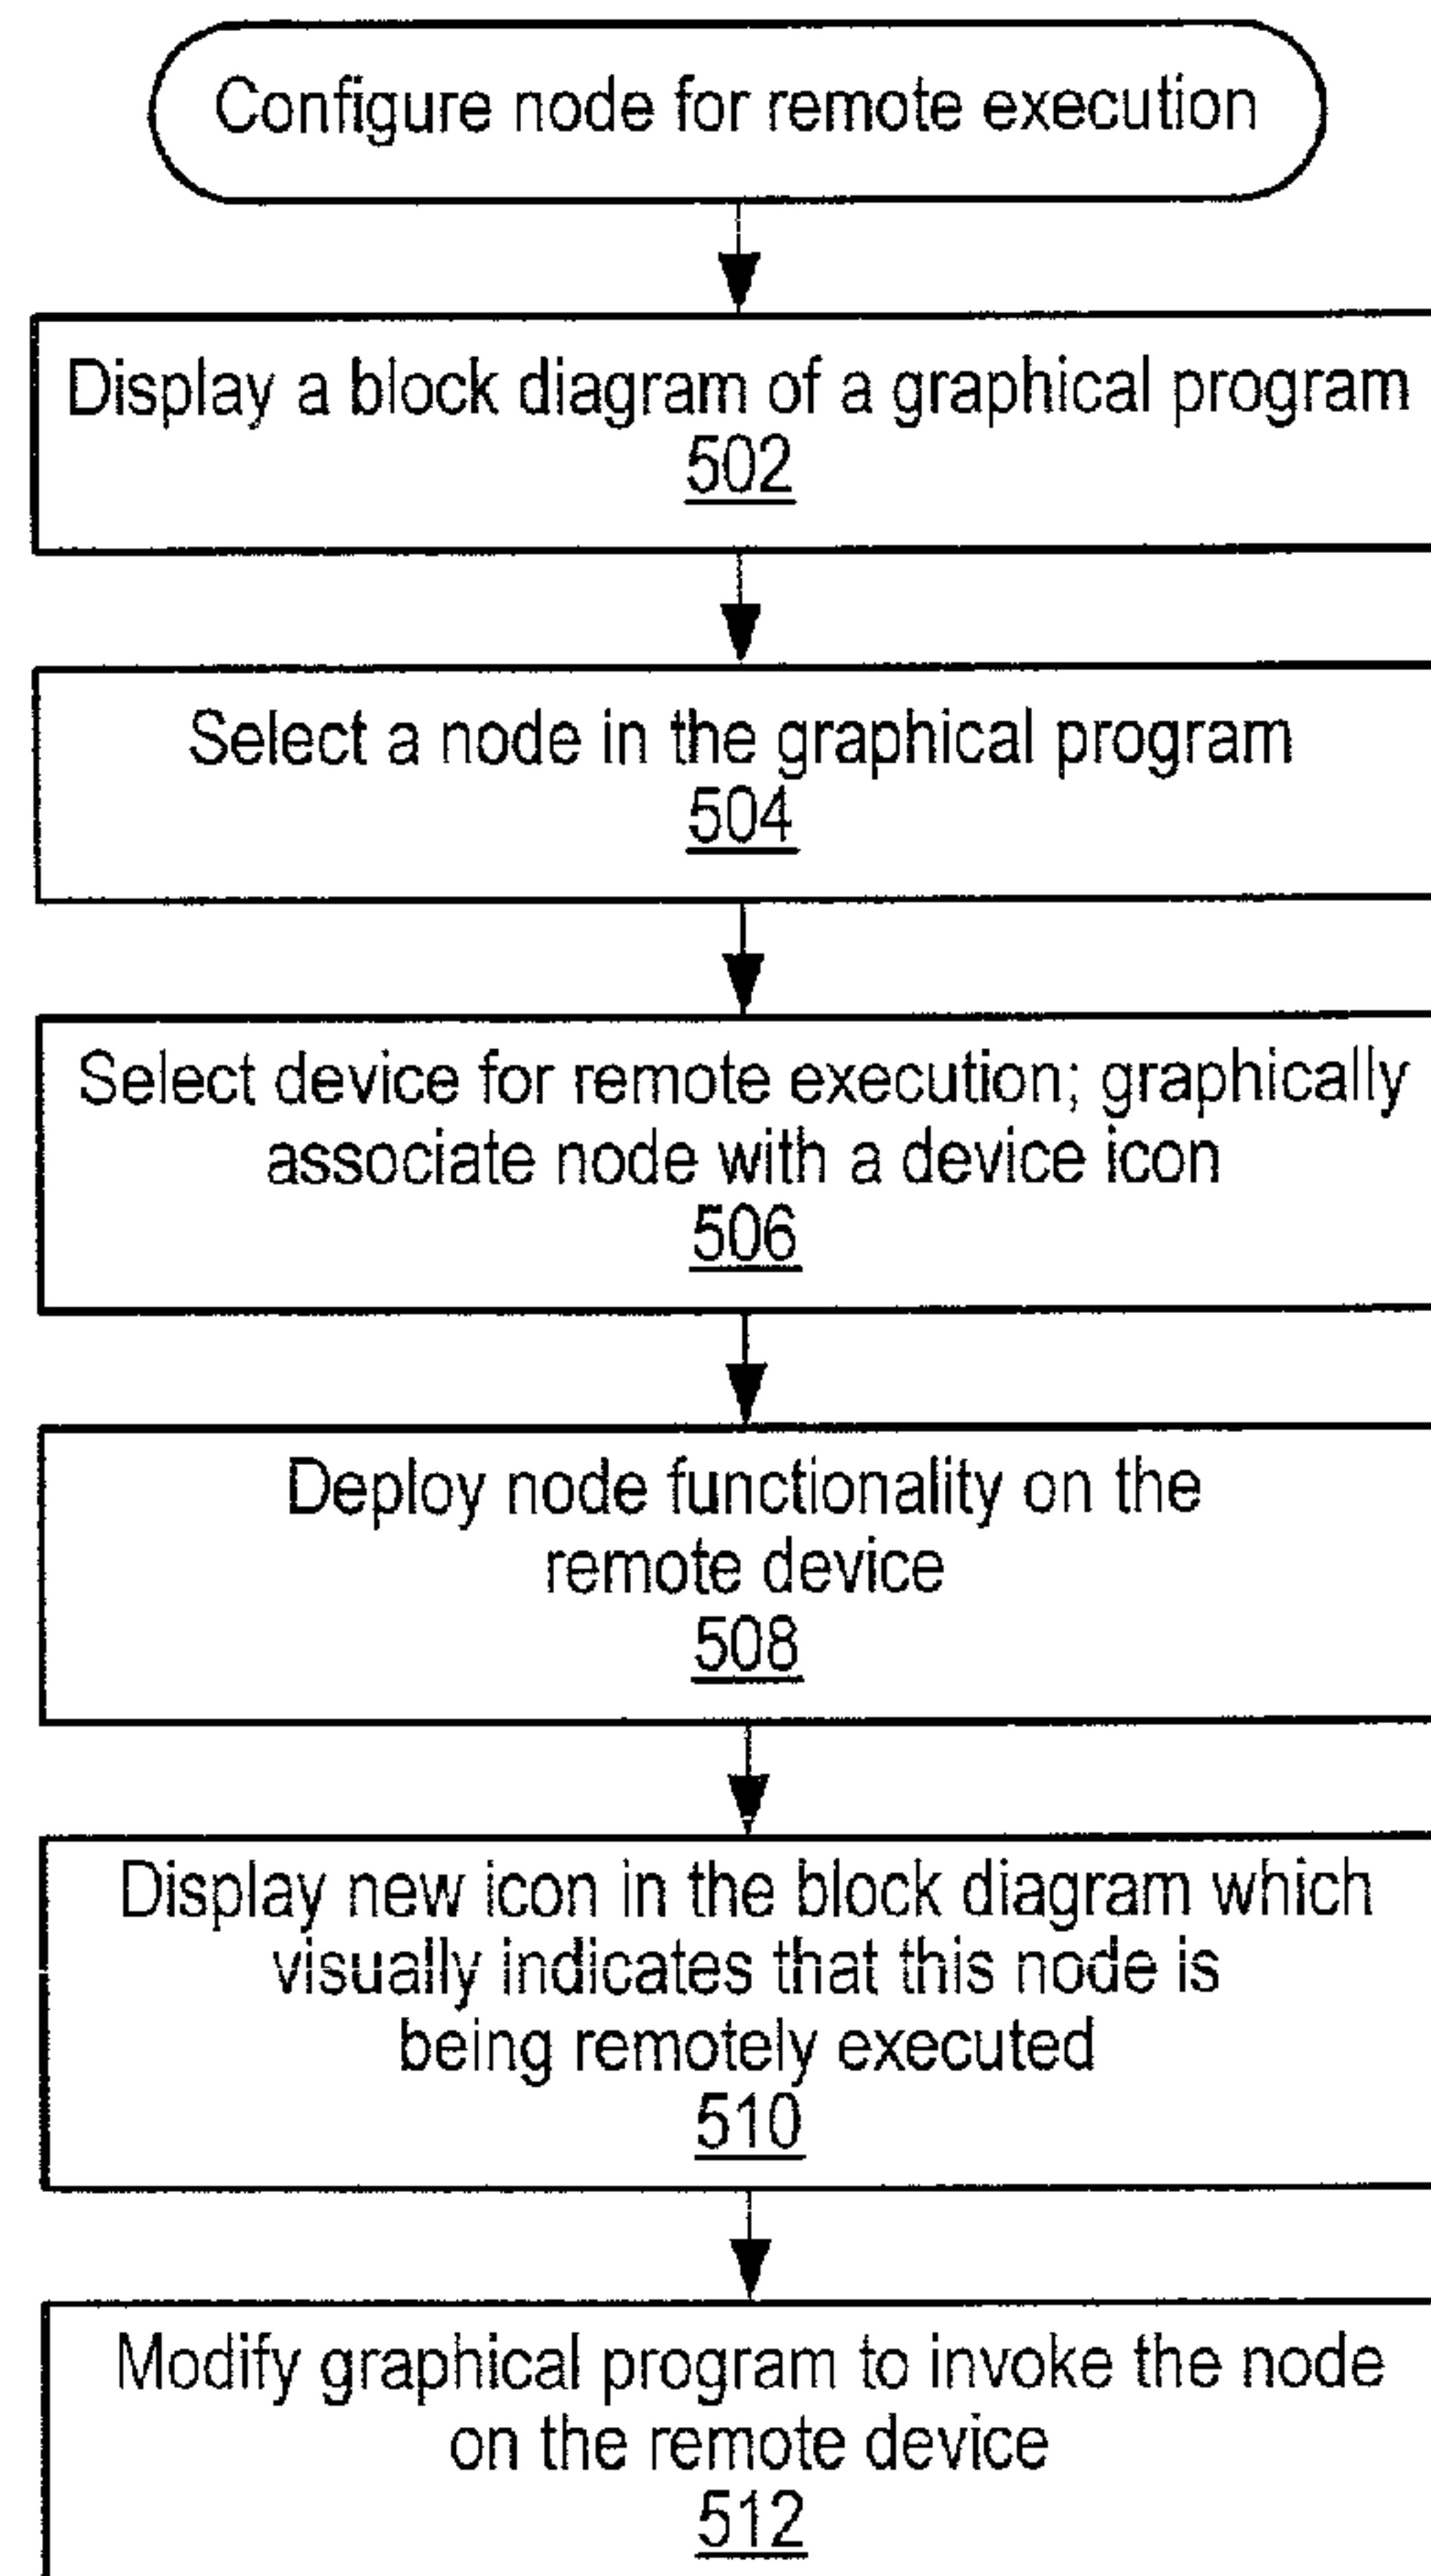 Configure node for remote execution
Display a block diagram of a graphical program
502
Select a node in the graphical program
504
Select device for remote execution; graphically
associate node with a device icon
506
Deploy node functionality on the
remote device
508
Display new icon in the block diagram which
visually indicates that this node is
being remotely executed
510
Modify graphical program to invoke the node
on the remote device
512